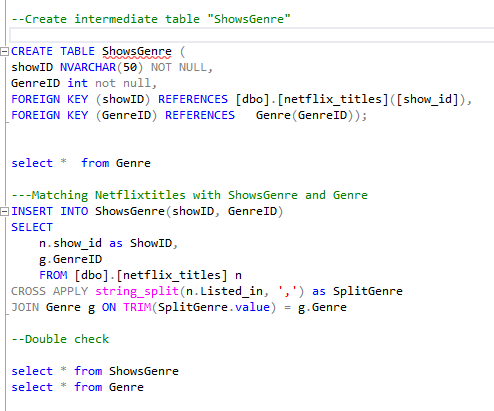 --Create intermediate table "ShowsGenre"
CREATE TABLE ShowsGenre (
showID NVARCHAR(50) NOT NULL,
GenreID int not null,
FOREIGN KEY (showID) REFERENCES [dbo].[netflix_titles]([show_id]),
FOREIGN KEY (GenreID) REFERENCES   Genre(GenreID));
select *  from Genre
---Matching Netflixtitles with ShowsGenre and Genre
INSERT INTO ShowsGenre(showID, GenreID)
SELECT
    n.show_id as ShowID,
    g.GenreID
    FROM [dbo].[netflix_titles] n
CROSS APPLY string_split(n.Listed_in, ',') as SplitGenre
JOIN Genre g ON TRIM(SplitGenre.value) = g.Genre
--Double check
select * from ShowsGenre
select * from Genre